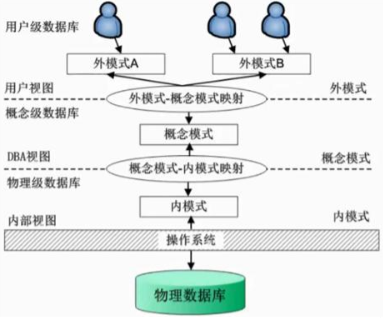 用户级数据库
外模式A
外模式B
用户视图
外模式-概念模式映射
外模式
概念级数据库
概念模式
DBA视图
概念模式-内模式映射
概念模式
物理级数据库
内模式
内部视图
内模式
操作系统
物理数据库